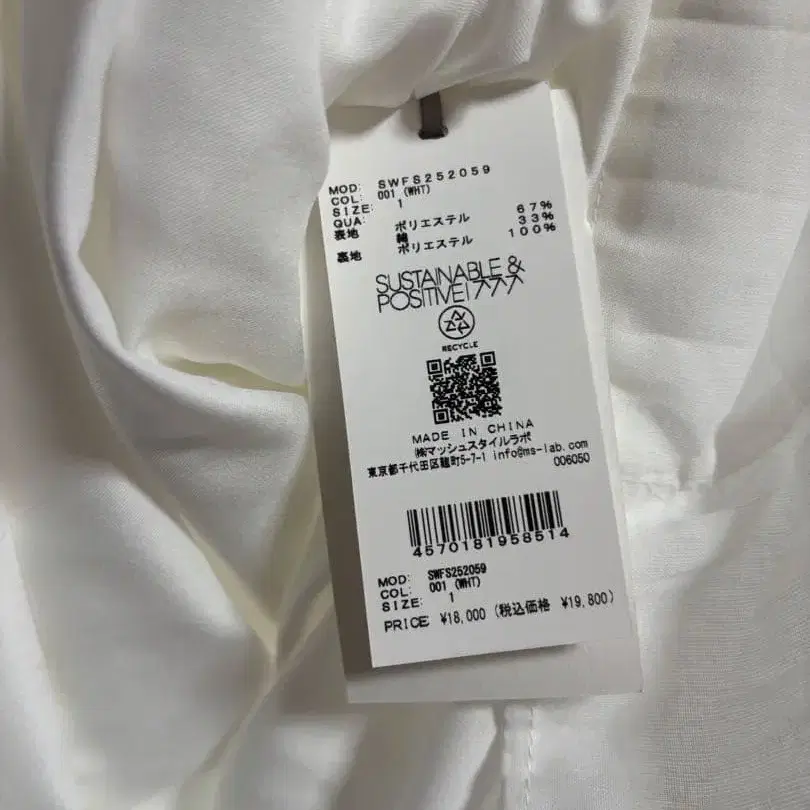 MOD: SWFS252059
COL: 001 (WHT)
SIZE: 1
QUA:
表地 ポリエステル 67%
綿 33%
裏地 ポリエステル 100%
SUSTAINABLE &
POSITIVE!
RECYCLE
MADE IN CHINA
㈱マッシュスタイルラボ
東京都千代田区麹町5-7-1 info@ms-lab.com
006050
4570181958514
MOD: SWFS252059
COL: 001 (WHT)
SIZE: 1
PRICE ¥18,000 (税込価格 ¥19,800)